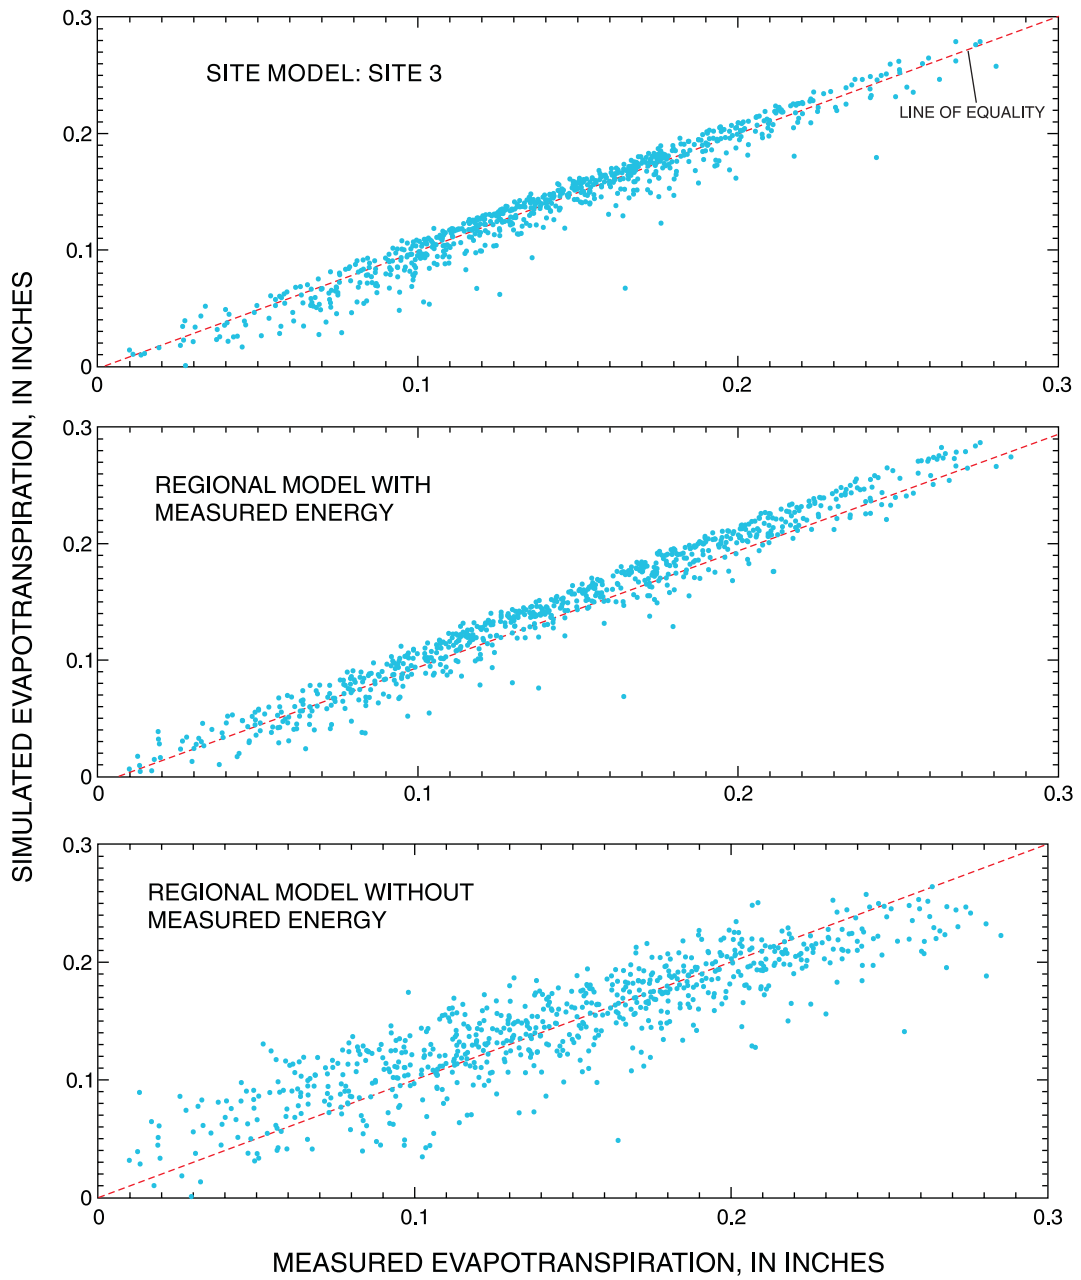 SIMULATED EVAPOTRANSPIRATION, IN INCHES
0.3
SITE MODEL: SITE 3
LINE OF EQUALITY
0.2
0.1
0
0 0.1 0.2 0.3
0.3
REGIONAL MODEL WITH
MEASURED ENERGY
0.2
0.1
0
0 0.1 0.2 0.3
0.3
REGIONAL MODEL WITHOUT
MEASURED ENERGY
0.2
0.1
0
0 0.1 0.2 0.3
MEASURED EVAPOTRANSPIRATION, IN INCHES